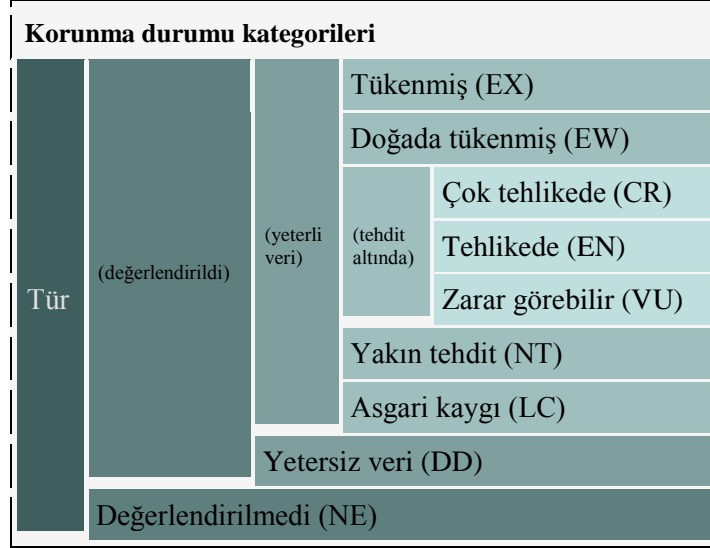 Korunma durumu kategorileri
Tür
(değerlendirildi)
(yeterli
veri)
Tükenmiş (EX)
Doğada tükenmiş (EW)
(tehdit
altında)
Çok tehlikede (CR)
Tehlikede (EN)
Zarar görebilir (VU)
Yakın tehdit (NT)
Asgari kaygı (LC)
Yetersiz veri (DD)
Değerlendirilmedi (NE)